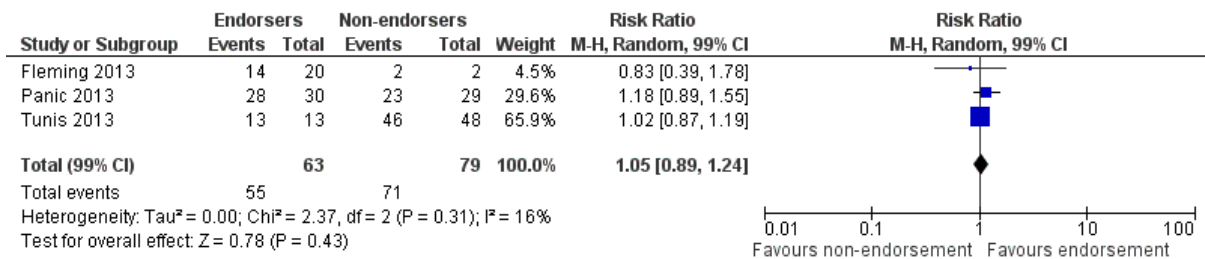 Endorsers Non-endorsers Risk Ratio Risk Ratio
Study or Subgroup Events Total Events Total Weight M-H, Random, 99% CI M-H, Random, 99% CI
Fleming 2013 14 20 2 2 4.5% 0.83 [0.39, 1.78]
Panic 2013 28 30 23 29 29.6% 1.18 [0.89, 1.55]
Tunis 2013 13 13 46 48 65.9% 1.02 [0.87, 1.19]
Total (99% CI) 63 79 100.0% 1.05 [0.89, 1.24]
Total events 55 71
Heterogeneity: Tau² = 0.00; Chi² = 2.37, df = 2 (P = 0.31); I² = 16%
Test for overall effect: Z = 0.78 (P = 0.43)
0.01 0.1 1 10 100
Favours non-endorsement Favours endorsement